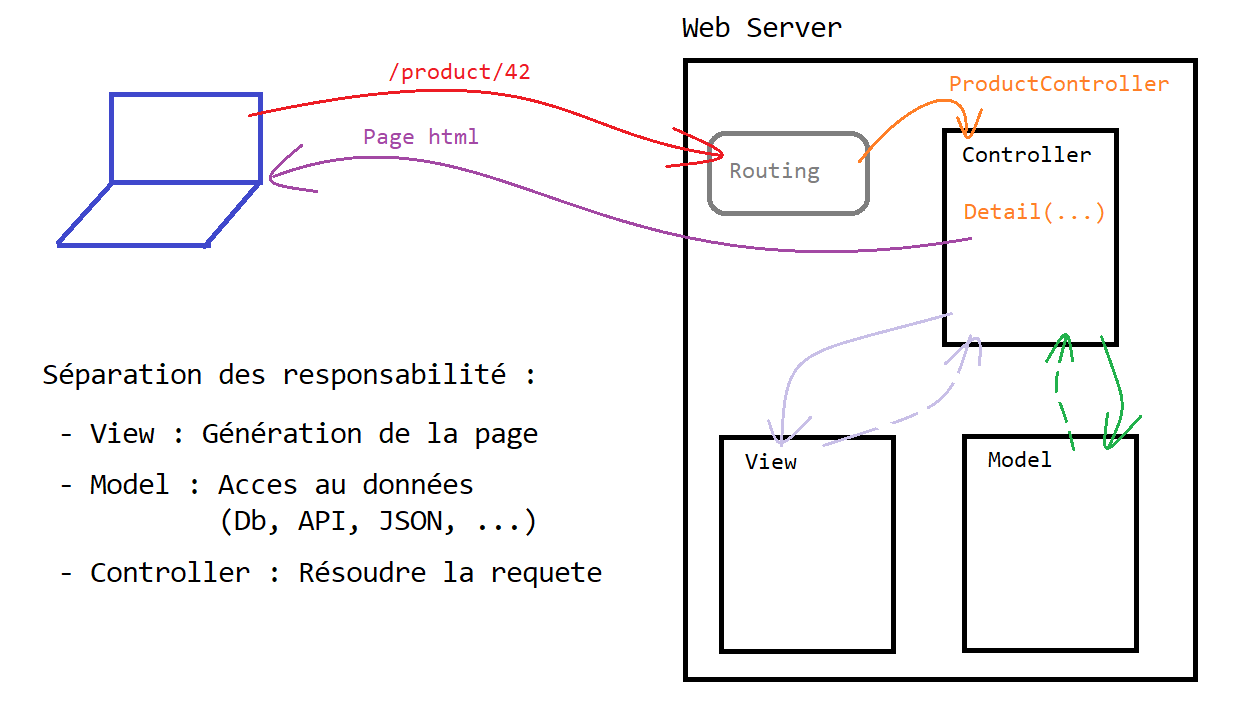 Web Server
/product/42
ProductController
Page html
Controller
Routing
Detail(...)
Séparation des responsabilité :
- View : Génération de la page
- Model : Acces au données
(Db, API, JSON, ...)
- Controller : Résoudre la requete
View
Model